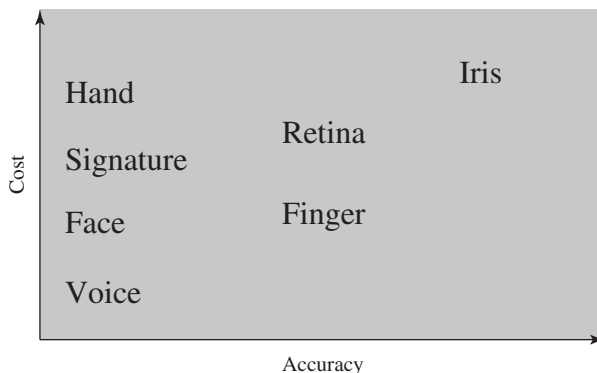 Iris
Hand
Retina
Signature
Cost
Finger
Face
Voice
Accuracy